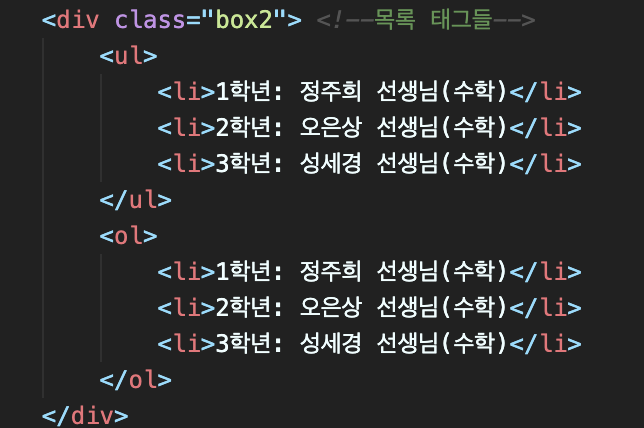 <div class="box2"> <!--목록 태그들-->
<ul>
<li>1학년: 정주희 선생님(수학)</li>
<li>2학년: 오은상 선생님(수학)</li>
<li>3학년: 성세경 선생님(수학)</li>
</ul>
<ol>
<li>1학년: 정주희 선생님(수학)</li>
<li>2학년: 오은상 선생님(수학)</li>
<li>3학년: 성세경 선생님(수학)</li>
</ol>
</div>